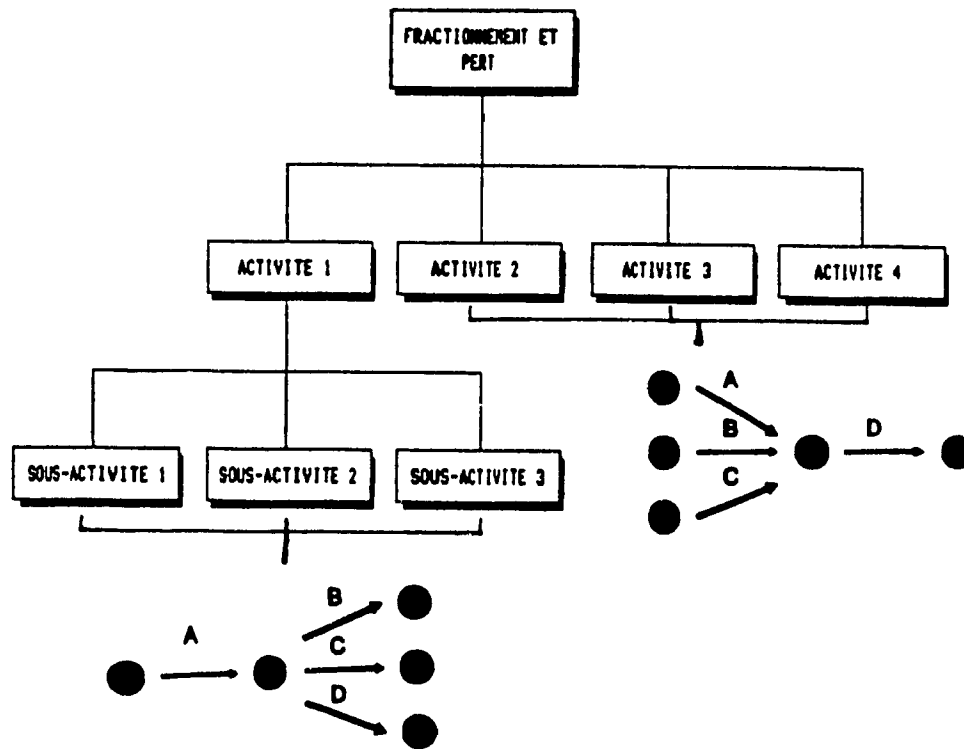 FRACTIONNEMENT ET
PERT
ACTIVITE 1
ACTIVITE 2
ACTIVITE 3
ACTIVITE 4
SOUS-ACTIVITE 1
SOUS-ACTIVITE 2
SOUS-ACTIVITE 3
A
B
C
D
A
B
C
D